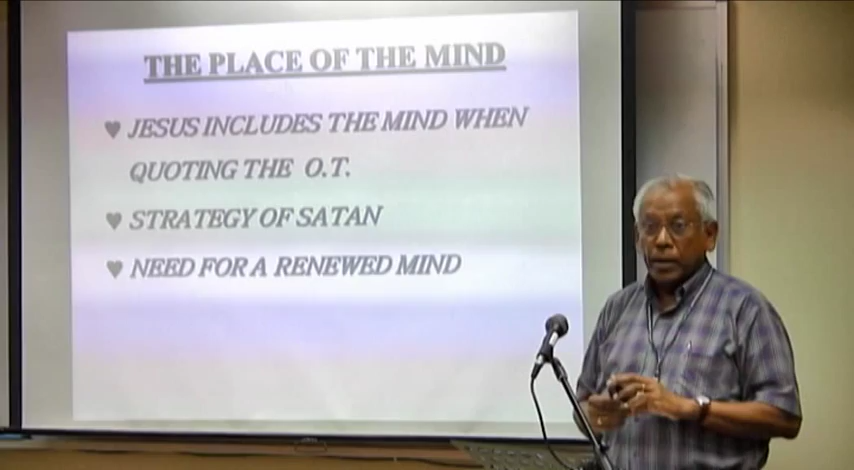 THE PLACE OF THE MIND
♥ JESUS INCLUDES THE MIND WHEN
QUOTING THE O.T.
♥ STRATEGY OF SATAN
♥ NEED FOR A RENEWED MIND